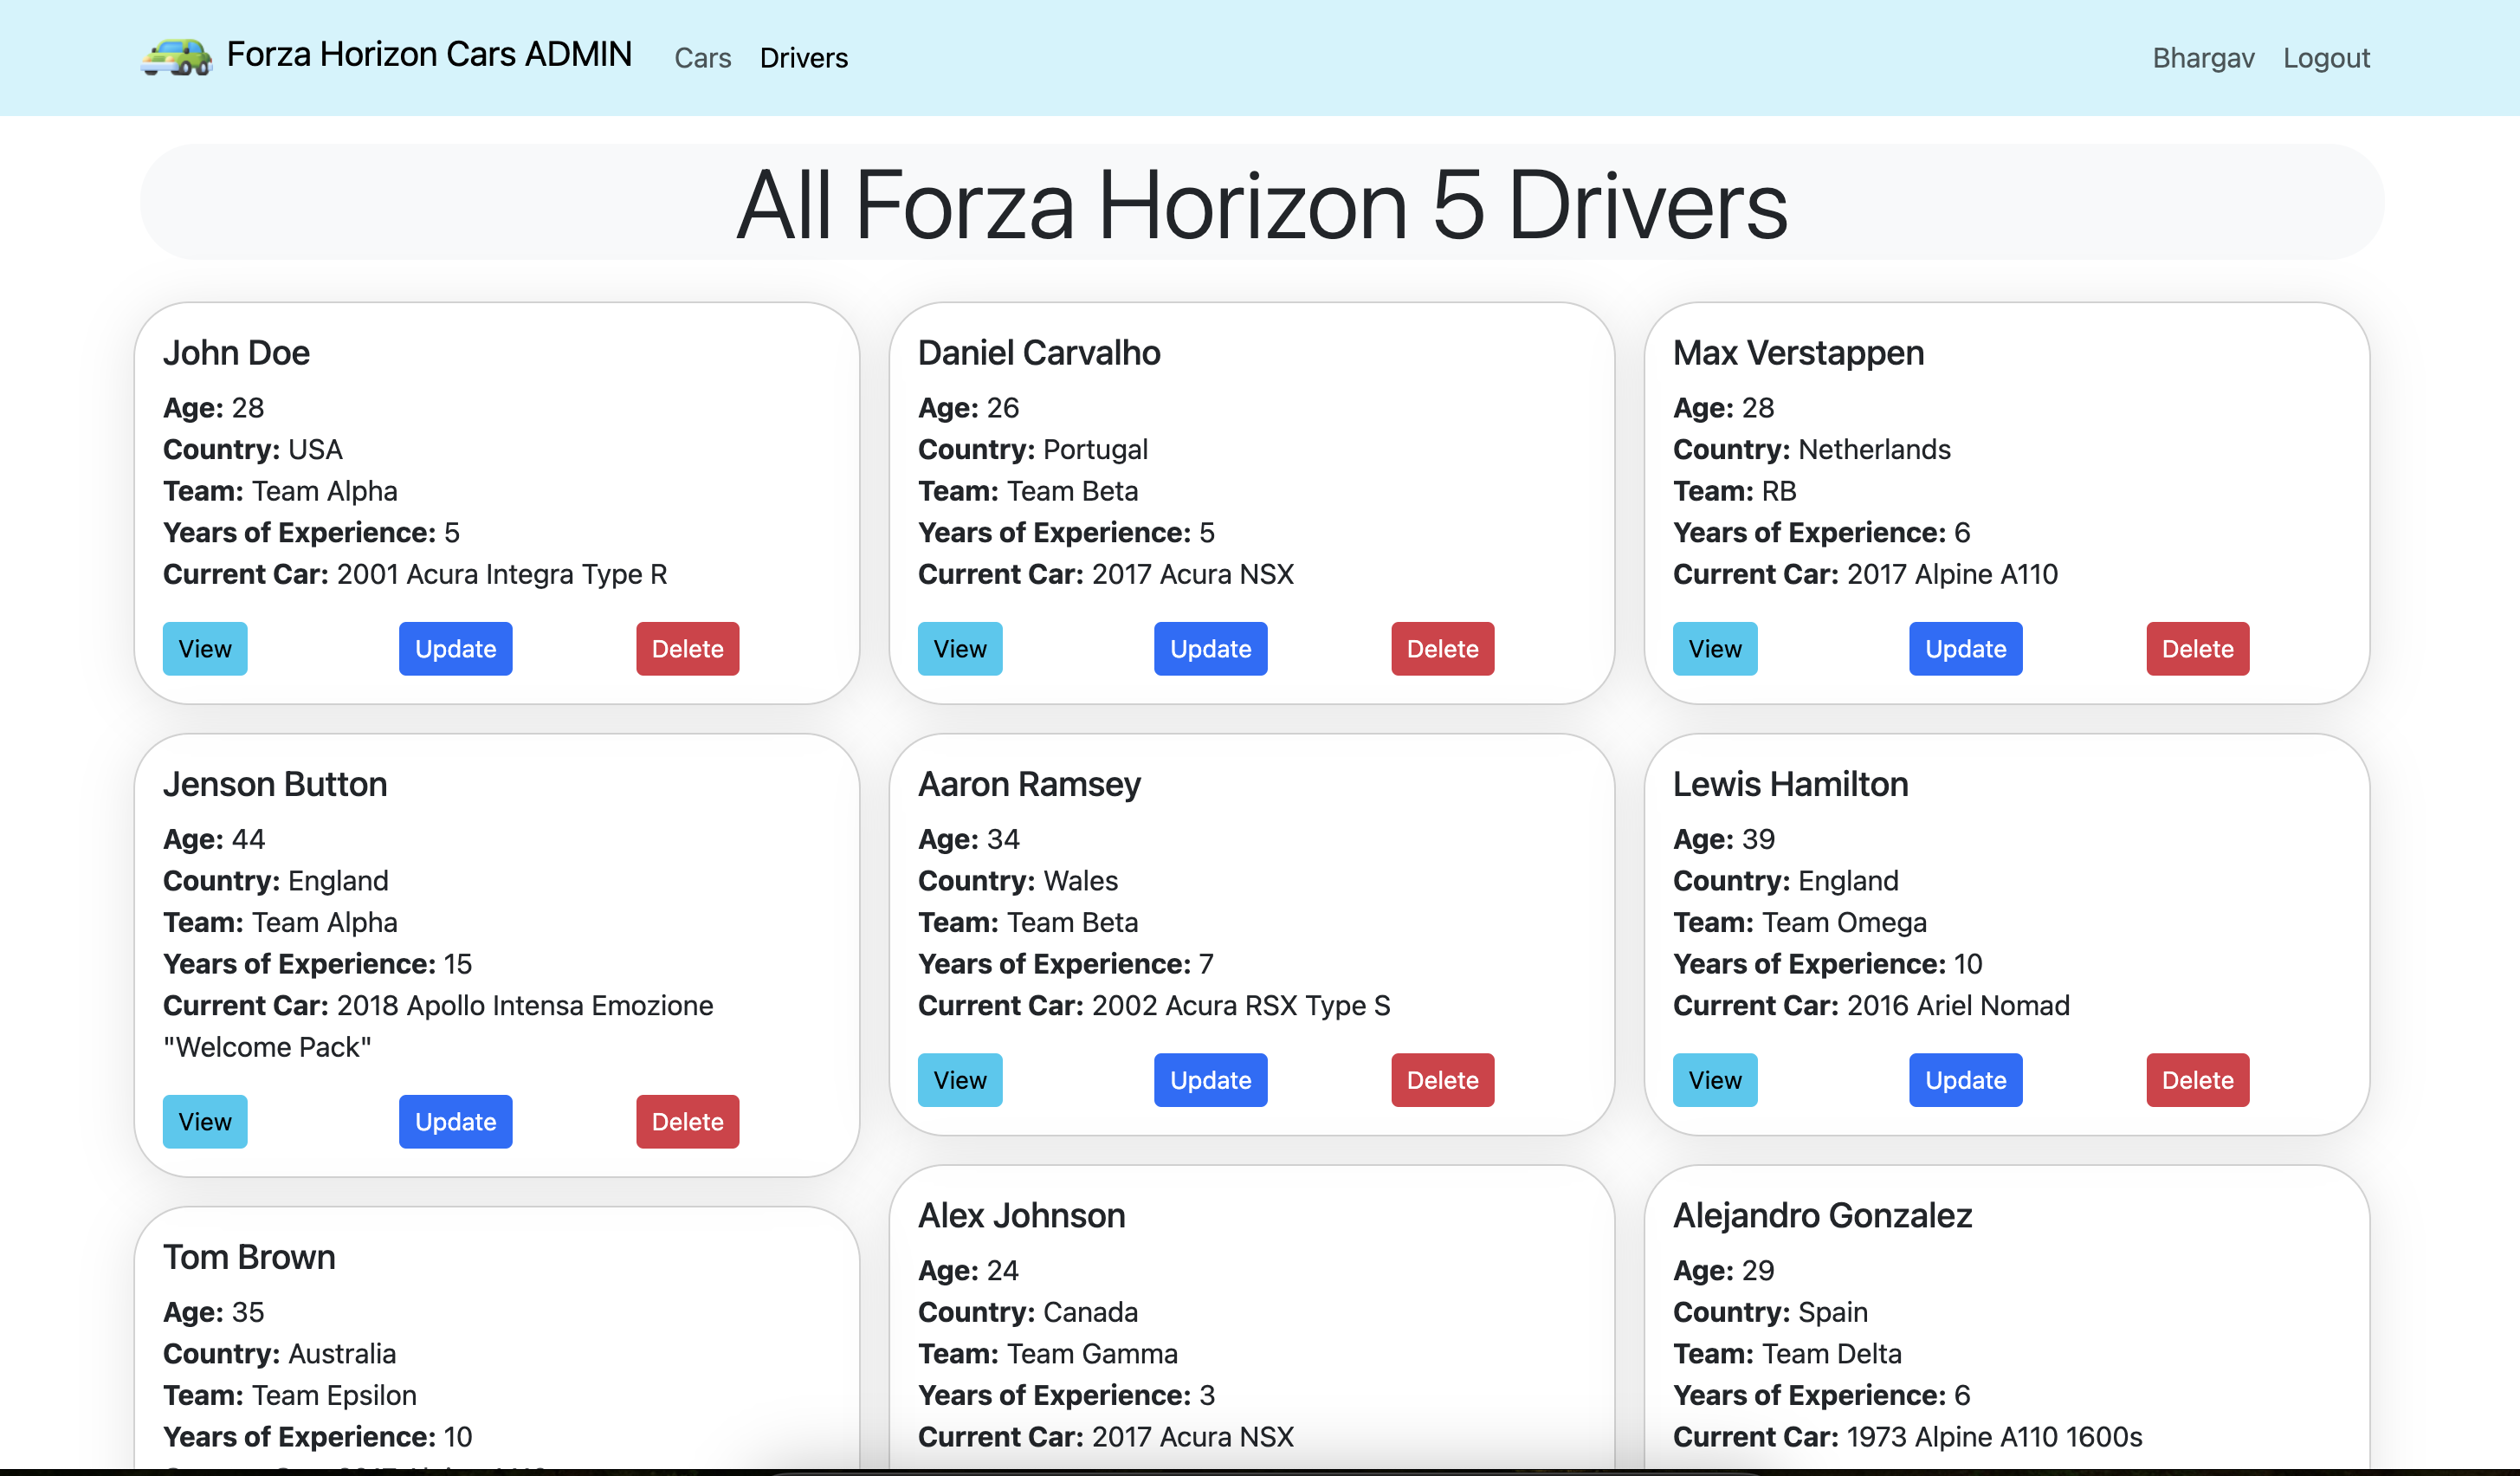 Forza Horizon Cars ADMIN
Cars
Drivers
Bhargav
Logout
All Forza Horizon 5 Drivers
John Doe
Age: 28
Country: USA
Team: Team Alpha
Years of Experience: 5
Current Car: 2001 Acura Integra Type R
View
Update
Delete
Daniel Carvalho
Age: 26
Country: Portugal
Team: Team Beta
Years of Experience: 5
Current Car: 2017 Acura NSX
View
Update
Delete
Max Verstappen
Age: 28
Country: Netherlands
Team: RB
Years of Experience: 6
Current Car: 2017 Alpine A110
View
Update
Delete
Jenson Button
Age: 44
Country: England
Team: Team Alpha
Years of Experience: 15
Current Car: 2018 Apollo Intensa Emozione
"Welcome Pack"
View
Update
Delete
Aaron Ramsey
Age: 34
Country: Wales
Team: Team Beta
Years of Experience: 7
Current Car: 2002 Acura RSX Type S
View
Update
Delete
Lewis Hamilton
Age: 39
Country: England
Team: Team Omega
Years of Experience: 10
Current Car: 2016 Ariel Nomad
View
Update
Delete
Tom Brown
Age: 35
Country: Australia
Team: Team Epsilon
Years of Experience: 10
Alex Johnson
Age: 24
Country: Canada
Team: Team Gamma
Years of Experience: 3
Current Car: 2017 Acura NSX
Alejandro Gonzalez
Age: 29
Country: Spain
Team: Team Delta
Years of Experience: 6
Current Car: 1973 Alpine A110 1600s